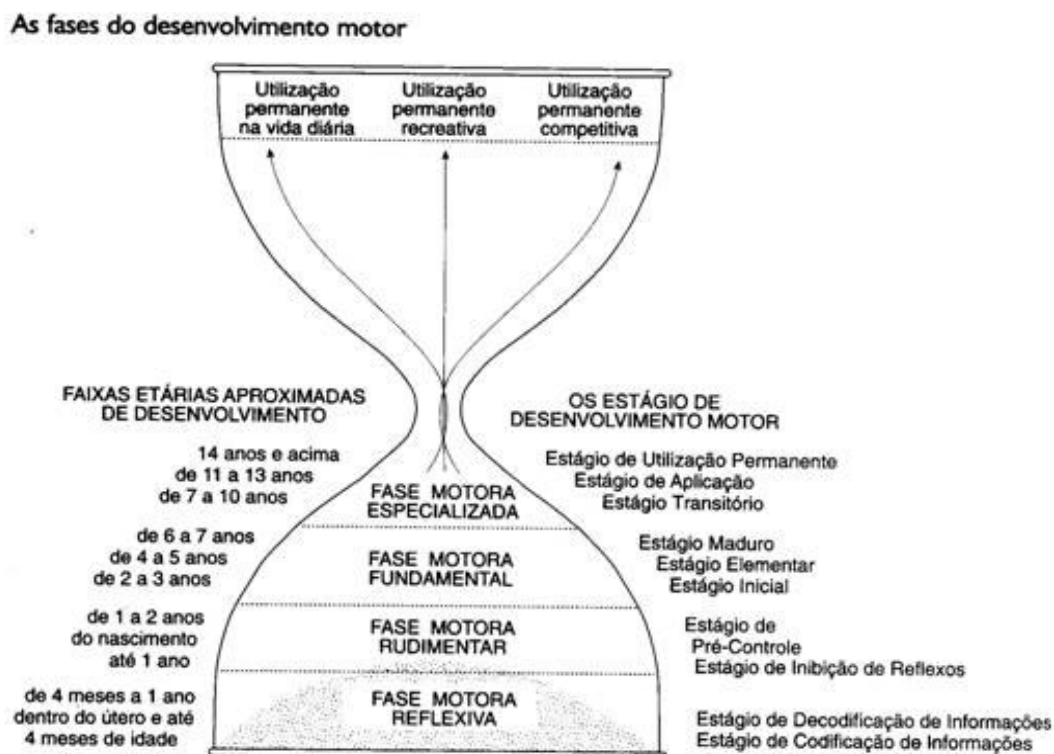 As fases do desenvolvimento motor
Utilização permanente na vida diária
Utilização permanente recreativa
Utilização permanente competitiva
FAIXAS ETÁRIAS APROXIMADAS
DE DESENVOLVIMENTO
OS ESTÁGIO DE
DESENVOLVIMENTO MOTOR
14 anos e acima
de 11 a 13 anos
de 7 a 10 anos
FASE MOTORA
ESPECIALIZADA
Estágio de Utilização Permanente
Estágio de Aplicação
Estágio Transitório
de 6 a 7 anos
de 4 a 5 anos
de 2 a 3 anos
FASE MOTORA
FUNDAMENTAL
Estágio Maduro
Estágio Elementar
Estágio Inicial
de 1 a 2 anos
do nascimento
até 1 ano
FASE MOTORA
RUDIMENTAR
Estágio de
Pré-Controle
Estágio de Inibição de Reflexos
de 4 meses a 1 ano
dentro do útero e até
4 meses de idade
FASE MOTORA
REFLEXIVA
Estágio de Decodificação de Informações
Estágio de Codificação de Informações